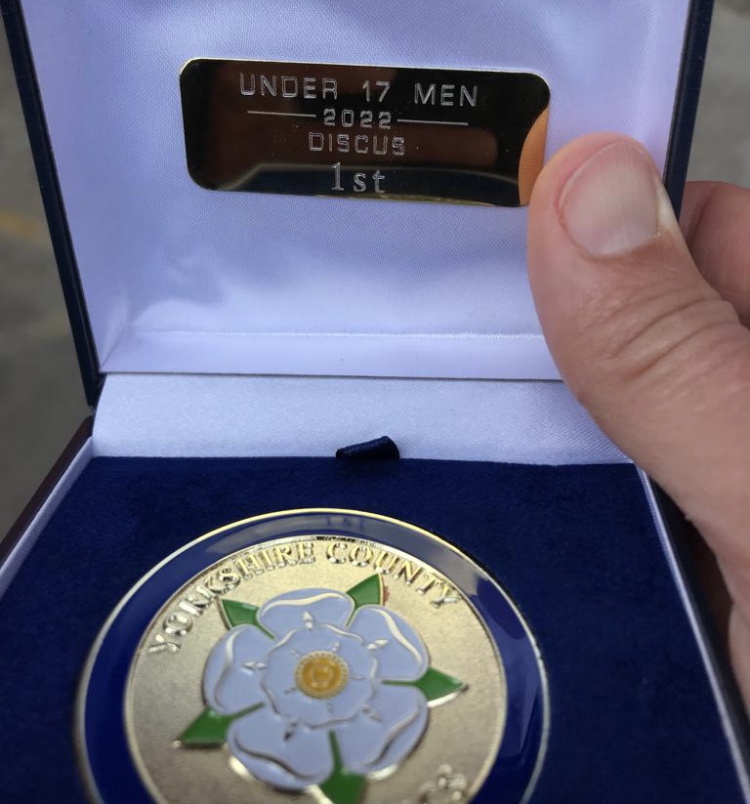 UNDER 17 MEN
2022
DISCUS
1st
YORKSHIRE COUNTY